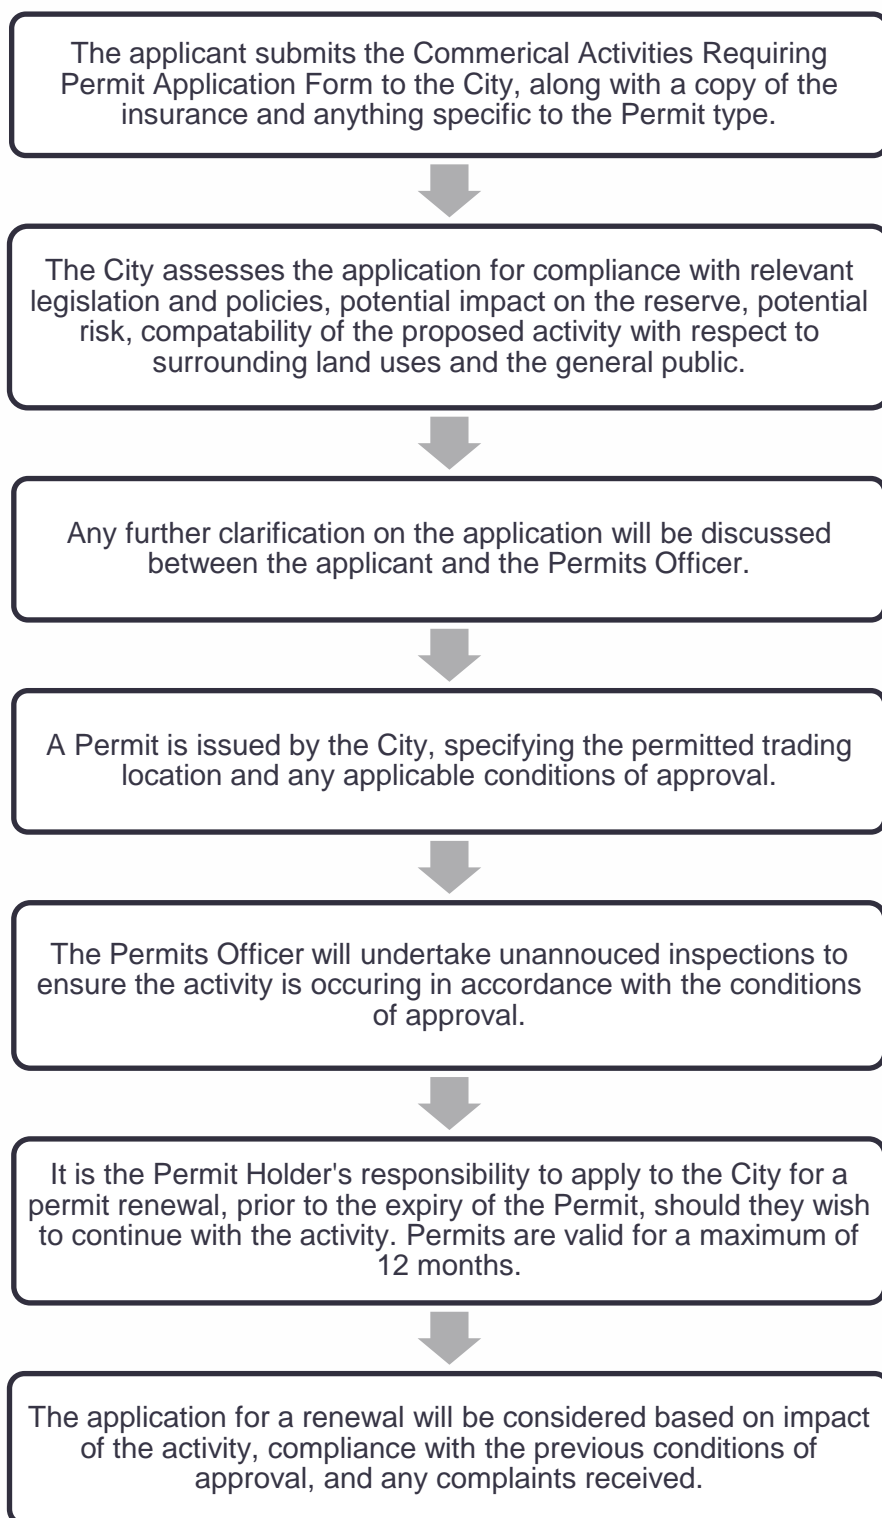 The applicant submits the Commerical Activities Requiring
Permit Application Form to the City, along with a copy of the
insurance and anything specific to the Permit type.
The City assesses the application for compliance with relevant
legislation and policies, potential impact on the reserve, potential
risk, compatability of the proposed activity with respect to
surrounding land uses and the general public.
Any further clarification on the application will be discussed
between the applicant and the Permits Officer.
A Permit is issued by the City, specifying the permitted trading
location and any applicable conditions of approval.
The Permits Officer will undertake unannouced inspections to
ensure the activity is occuring in accordance with the conditions
of approval.
It is the Permit Holder's responsibility to apply to the City for a
permit renewal, prior to the expiry of the Permit, should they wish
to continue with the activity. Permits are valid for a maximum of
12 months.
The application for a renewal will be considered based on impact
of the activity, compliance with the previous conditions of
approval, and any complaints received.